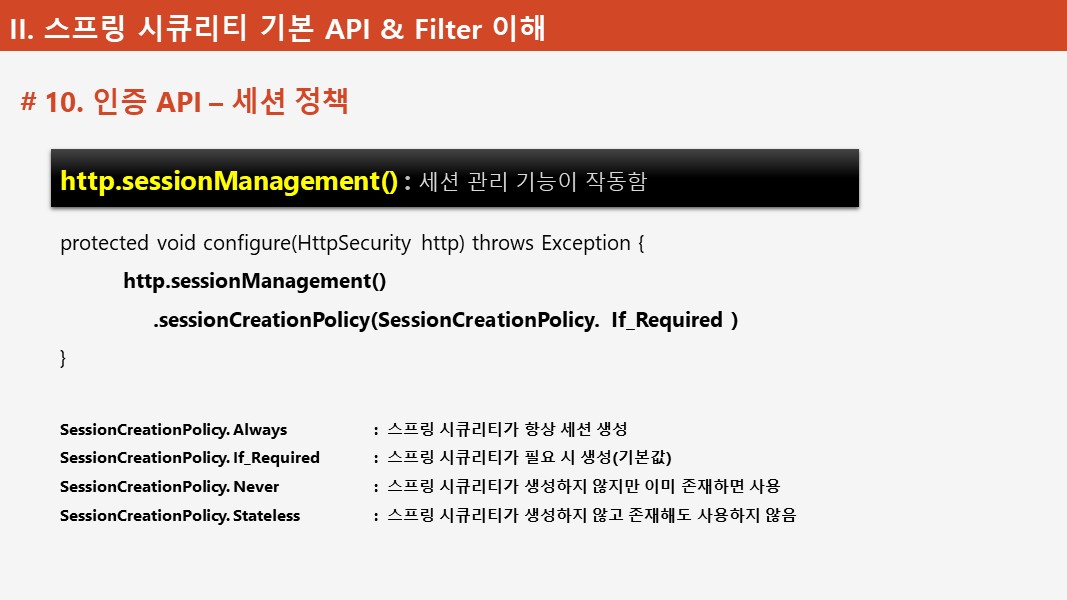 II. 스프링 시큐리티 기본 API & Filter 이해
# 10. 인증 API – 세션 정책
http.sessionManagement() : 세션 관리 기능이 작동함
protected void configure(HttpSecurity http) throws Exception {
http.sessionManagement()
.sessionCreationPolicy(SessionCreationPolicy. If_Required )
}
SessionCreationPolicy. Always : 스프링 시큐리티가 항상 세션 생성
SessionCreationPolicy. If_Required : 스프링 시큐리티가 필요 시 생성(기본값)
SessionCreationPolicy. Never : 스프링 시큐리티가 생성하지 않지만 이미 존재하면 사용
SessionCreationPolicy. Stateless : 스프링 시큐리티가 생성하지 않고 존재해도 사용하지 않음